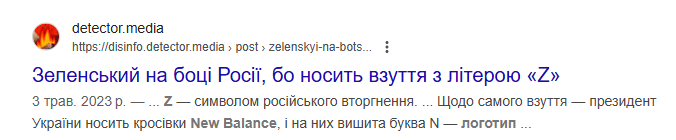 detector.media
https://disinfo.detector.media › post › zelenskyi-na-bots...
Зеленський на боці Росії, бо носить взуття з літерою «Z»
3 трав. 2023 р. — ... Z — символом російського вторгнення. ... Щодо самого взуття — президент
України носить кросівки New Balance, і на них вишита буква N — логотип ...